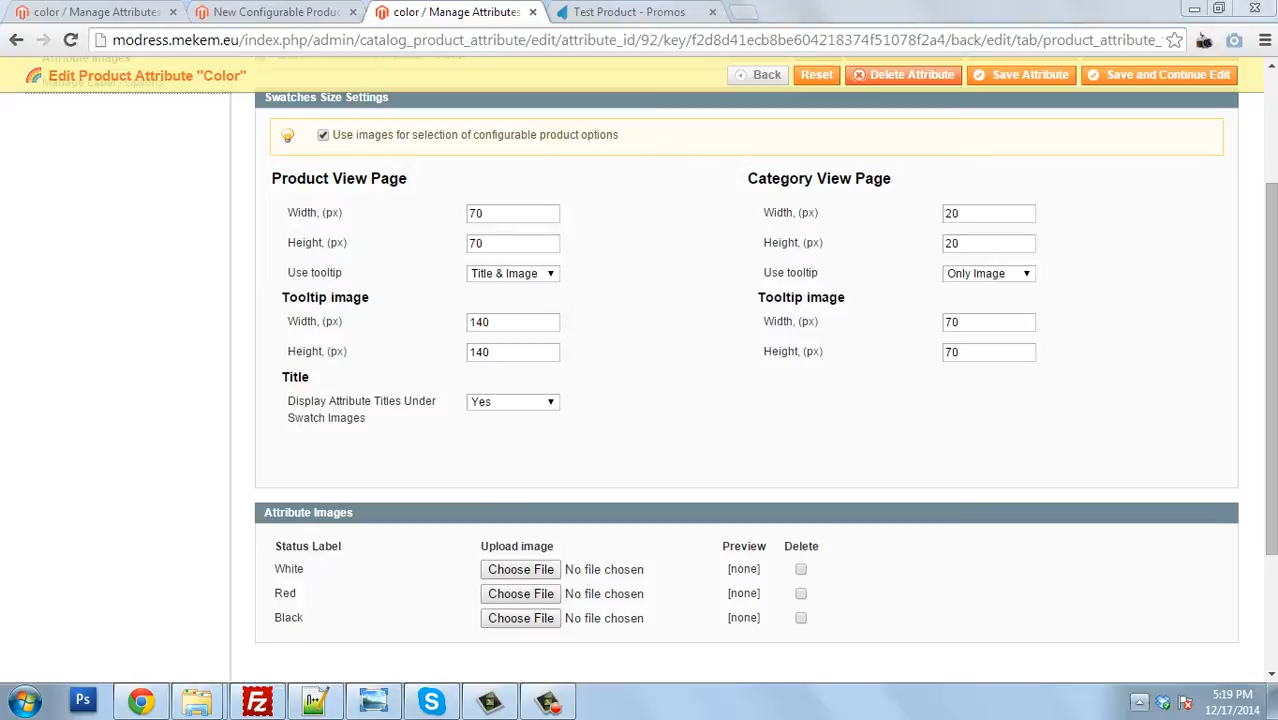 color / Manage Attributes
New Configurable Produc
color / Manage Attributes
Test Product - Promos
modress.mekem.eu/index.php/admin/catalog_product_attribute/edit/attribute_id/92/key/f2d8d41ecb8be604218374f51078f2a4/back/edit/tab/product_attribute_
Attribute Images
Edit Product Attribute "Color"
Back
Reset
Delete Attribute
Save Attribute
Save and Continue Edit
Manage Label / Options
Swatches Size Settings
Use images for selection of configurable product options
Product View Page
Category View Page
Width, (px)
70
Width, (px)
20
Height, (px)
70
Height, (px)
20
Use tooltip
Title & Image
Use tooltip
Only Image
Tooltip image
Tooltip image
Width, (px)
140
Width, (px)
70
Height, (px)
140
Height, (px)
70
Title
Display Attribute Titles Under
Swatch Images
Yes
Attribute Images
Status Label
Upload image
Preview
Delete
White
Choose File No file chosen
[none]
Red
Choose File No file chosen
[none]
Black
Choose File No file chosen
[none]
Ps
Fz
S
5:19 PM
12/17/2014